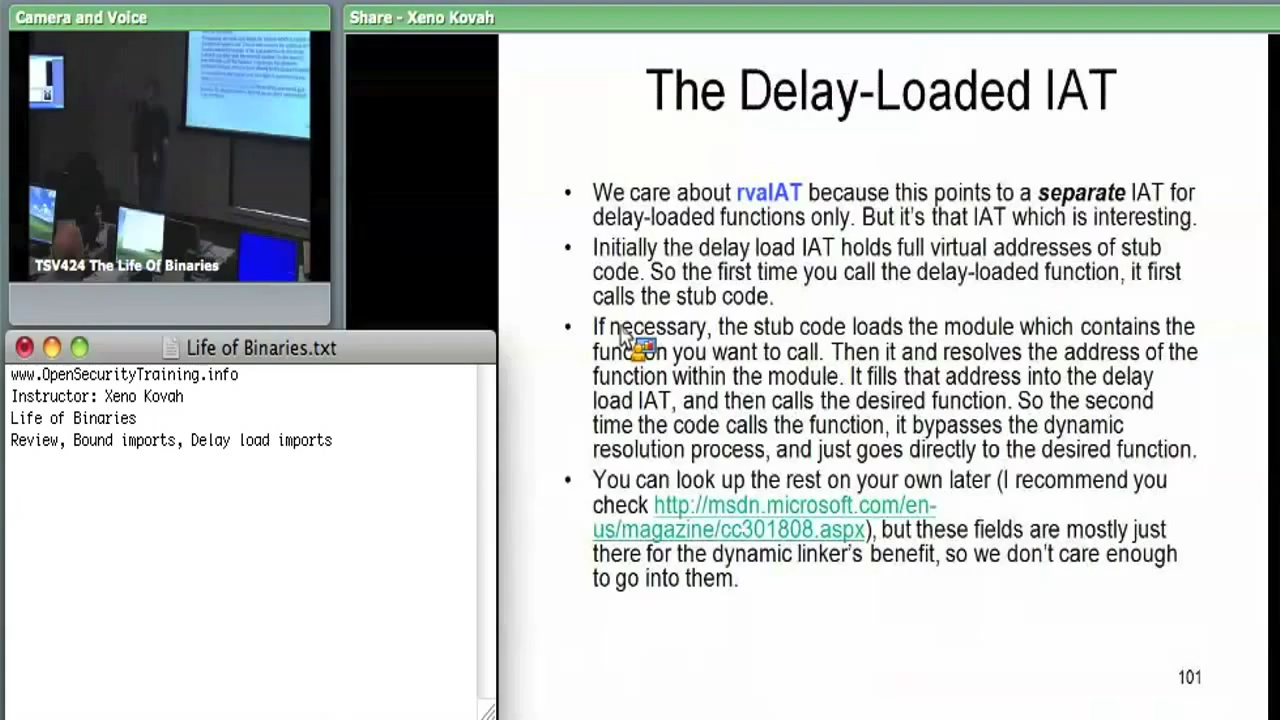 Camera and Voice
Share - Xeno Kovah
TSV424 The Life Of Binaries
Life of Binaries.txt
www.OpenSecurityTraining.info
Instructor: Xeno Kovah
Life of Binaries
Review, Bound imports, Delay load imports
The Delay-Loaded IAT
• We care about rvaIAT because this points to a separate IAT for
delay-loaded functions only. But it's that IAT which is interesting.
• Initially the delay load IAT holds full virtual addresses of stub
code. So the first time you call the delay-loaded function, it first
calls the stub code.
• If necessary, the stub code loads the module which contains the
function you want to call. Then it and resolves the address of the
function within the module. It fills that address into the delay
load IAT, and then calls the desired function. So the second
time the code calls the function, it bypasses the dynamic
resolution process, and just goes directly to the desired function.
• You can look up the rest on your own later (I recommend you
check http://msdn.microsoft.com/en-
us/magazine/cc301808.aspx), but these fields are mostly just
there for the dynamic linker's benefit, so we don't care enough
to go into them.
101